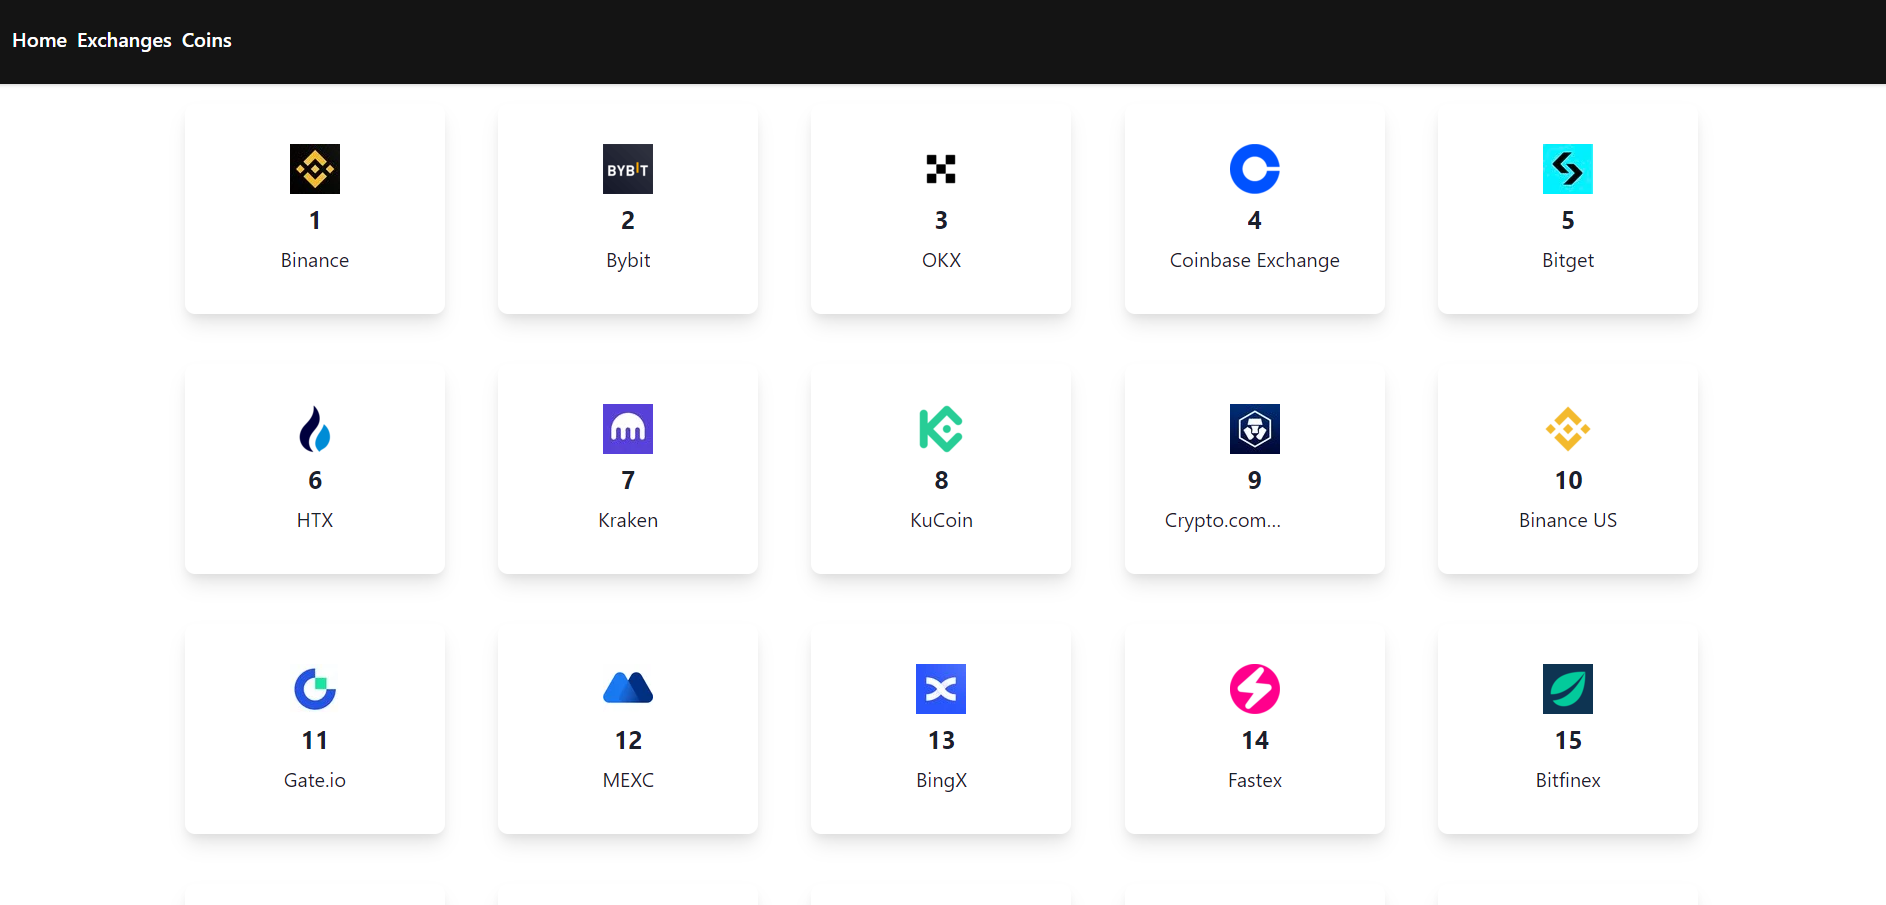 Home Exchanges Coins
BYBIT
1
2
3
4
5
Binance
Bybit
OKX
Coinbase Exchange
Bitget
6
7
8
9
10
HTX
Kraken
KuCoin
Crypto.com...
Binance US
11
12
13
14
15
Gate.io
MEXC
BingX
Fastex
Bitfinex